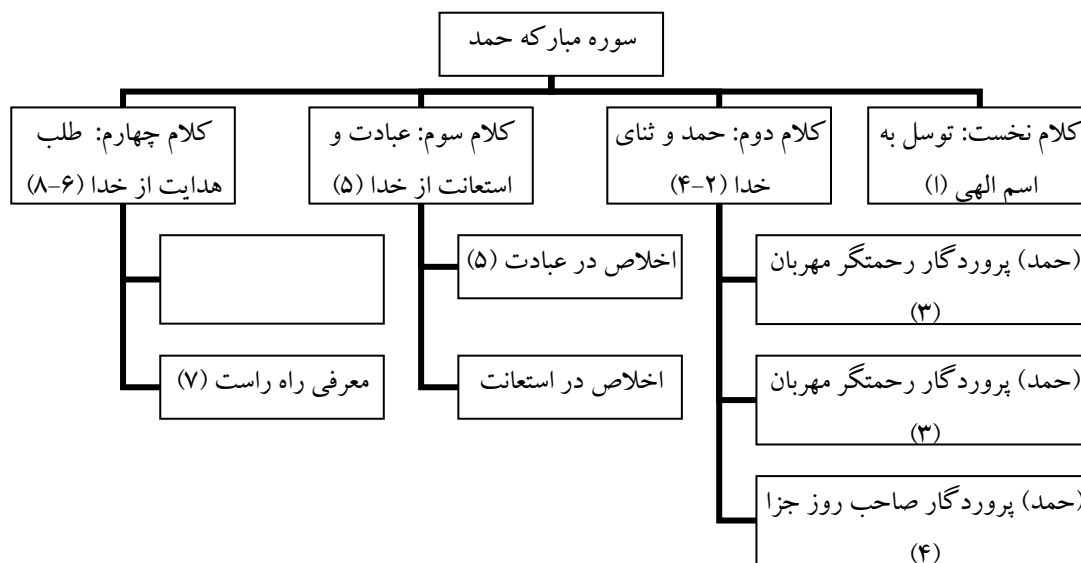 سوره مبارکه حمد
کلام نخست: توسل به
اسم الهی (۱)
کلام دوم: حمد و ثنای
خدا (۲-۴)
کلام سوم: عبادت و
استعانت از خدا (۵)
کلام چهارم: طلب
هدایت از خدا (۶-۸)
(حمد) پروردگار رحمتگر مهربان
(۳)
(حمد) پروردگار رحمتگر مهربان
(۳)
(حمد) پروردگار صاحب روز جزا
(۴)
اخلاص در عبادت (۵)
اخلاص در استعانت
معرفی راه راست (۷)